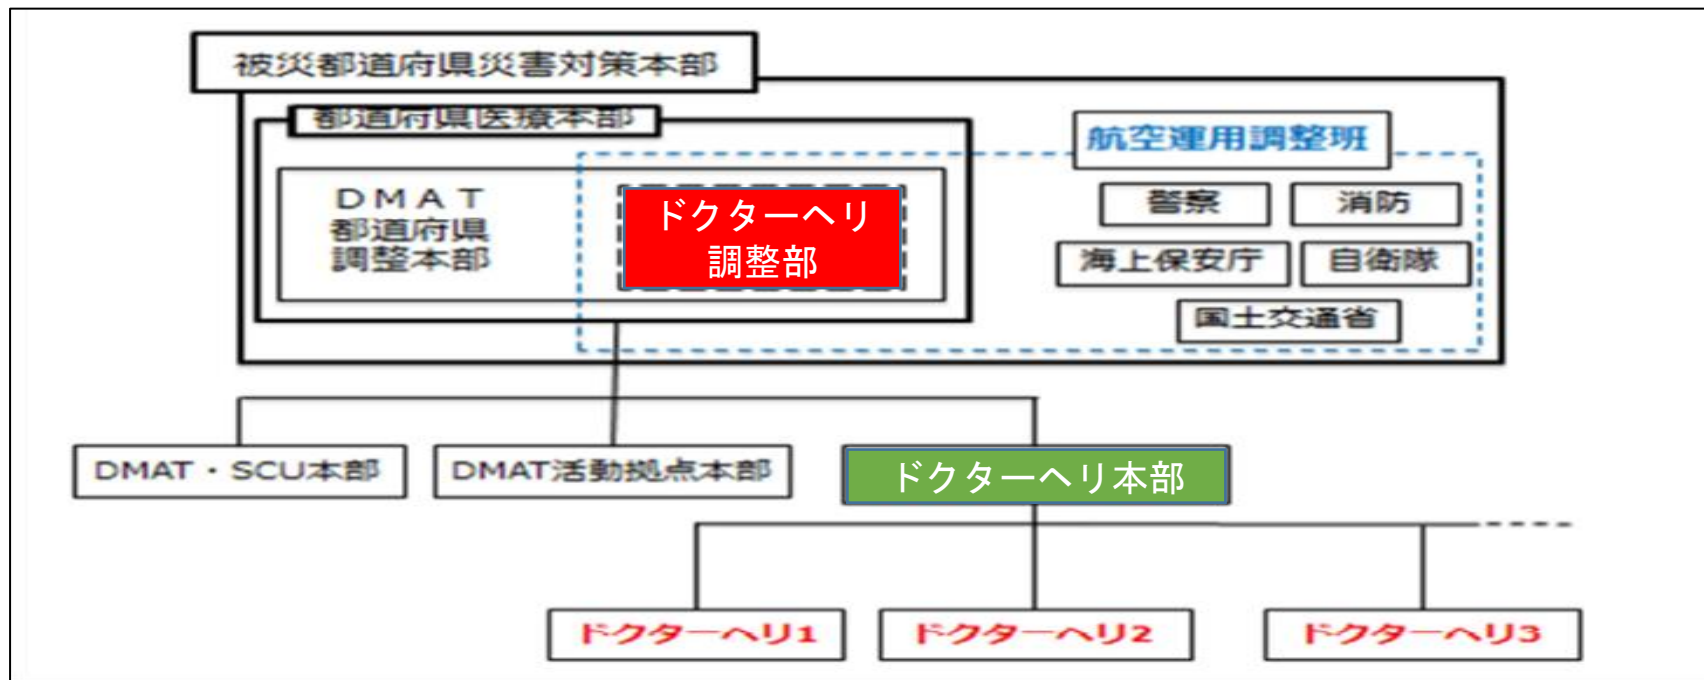 被災都道府県災害対策本部
都道府県医療本部
航空運用調整班
DMAT
都道府県
調整本部
ドクターヘリ
調整部
警察
消防
海上保安庁
自衛隊
国土交通省
DMAT・SCU本部
DMAT活動拠点本部
ドクターヘリ本部
ドクターヘリ1
ドクターヘリ2
ドクターヘリ3